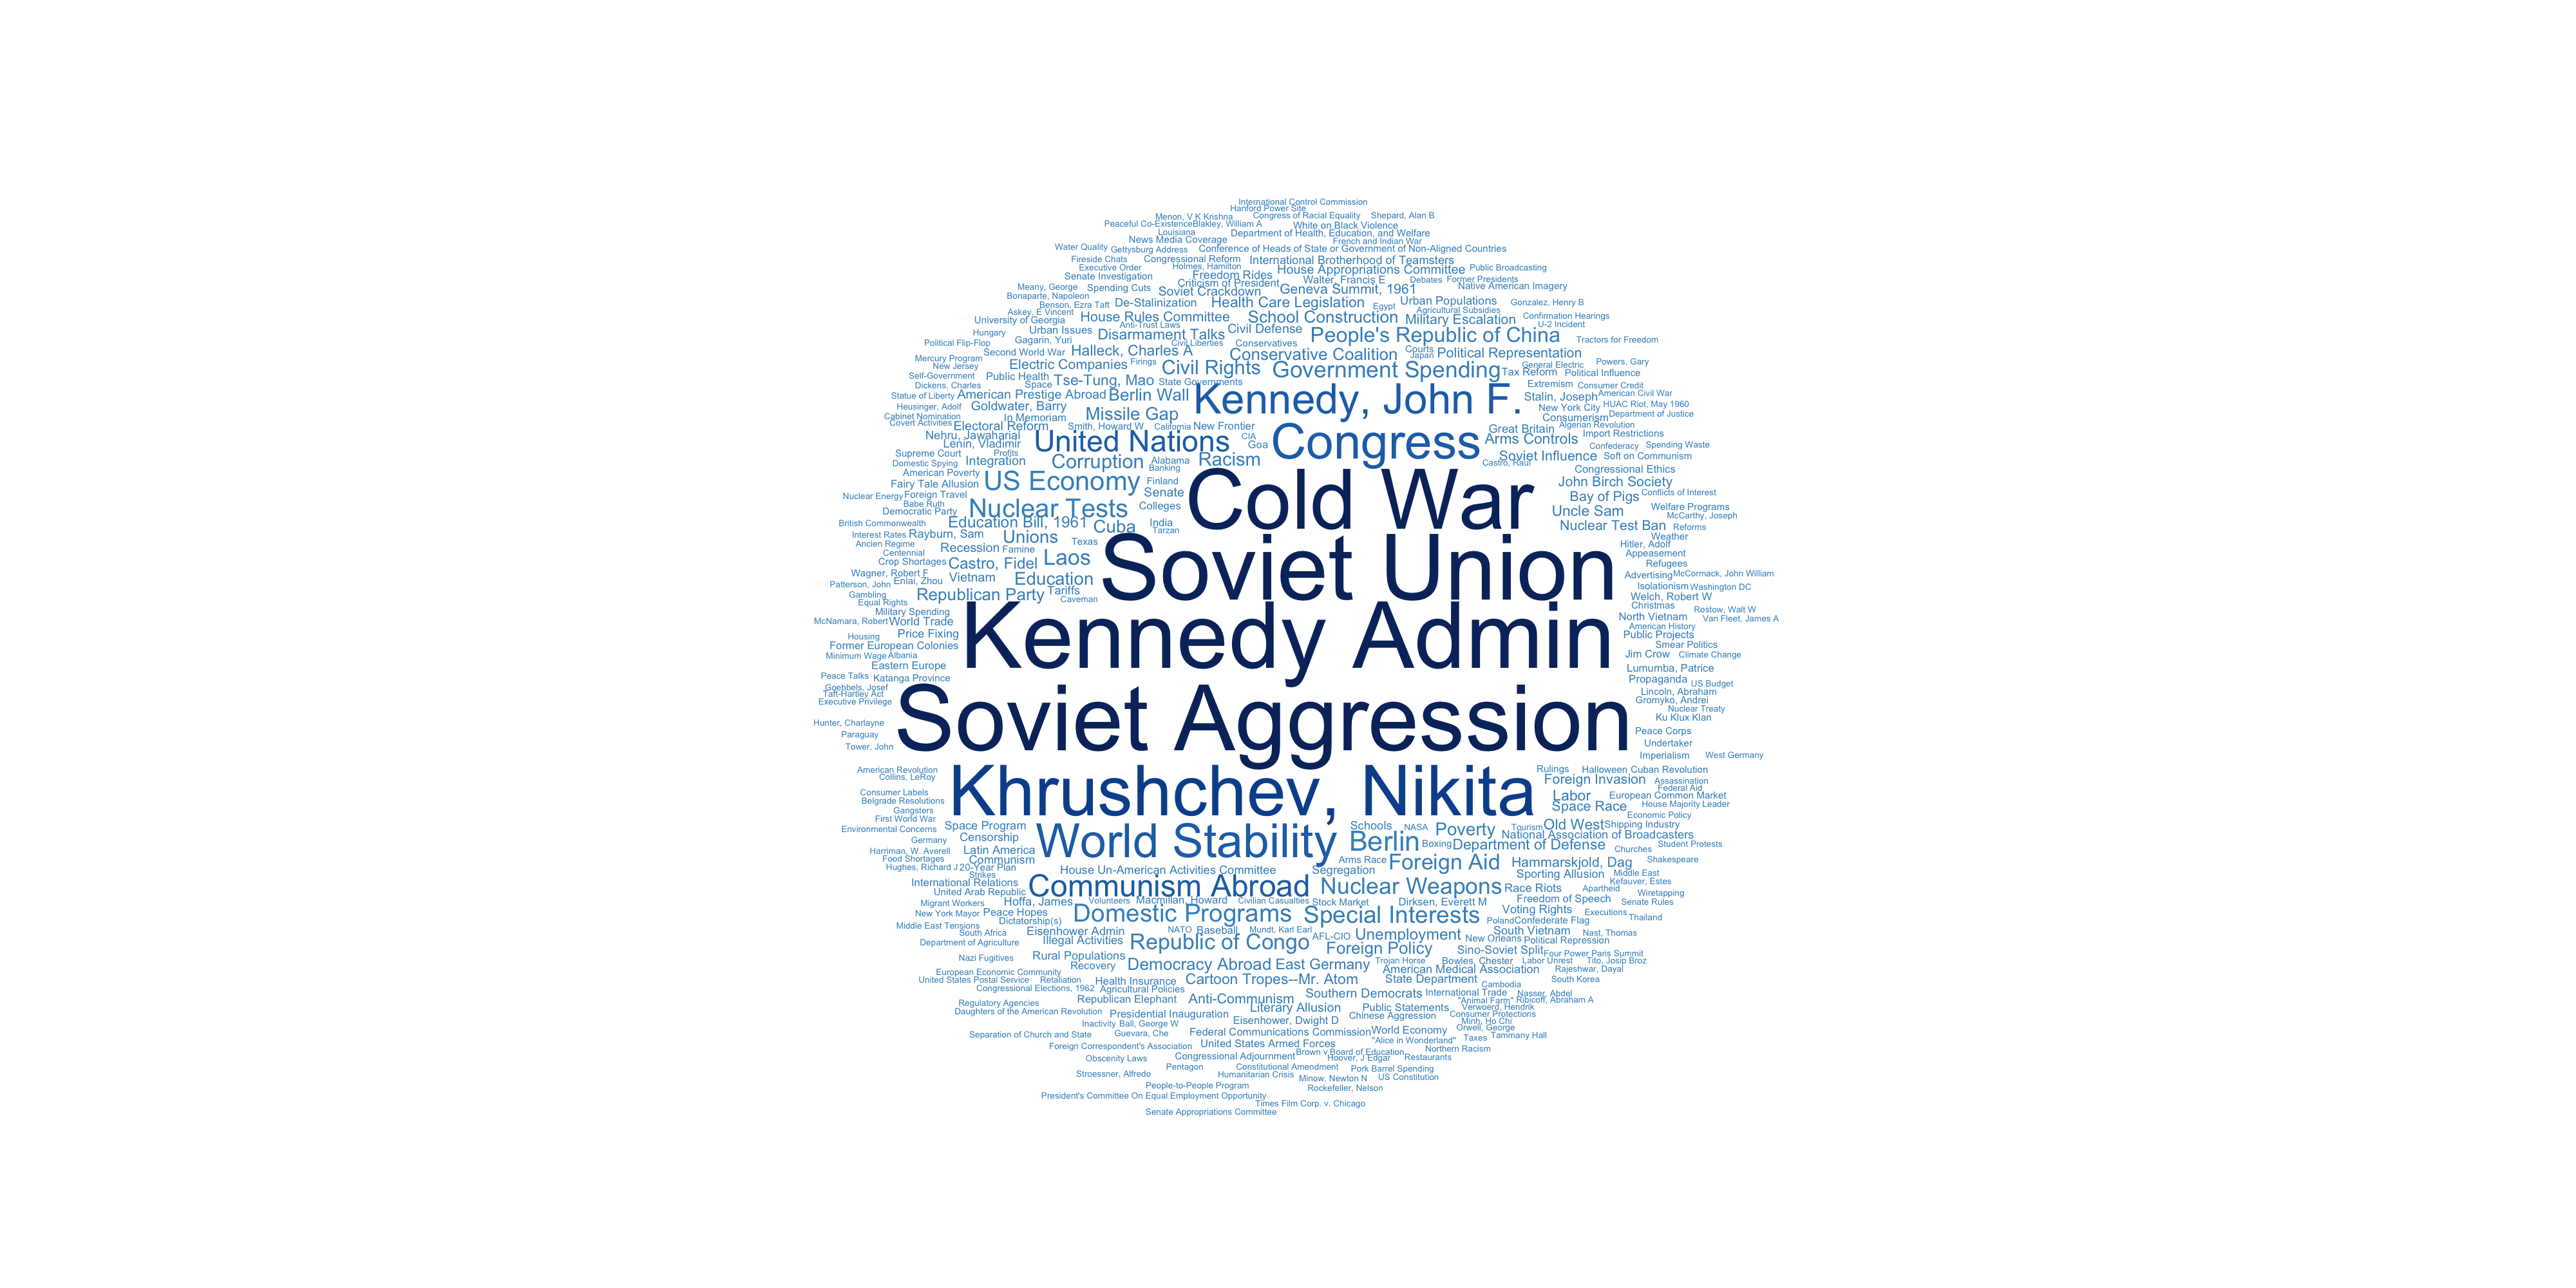 International Control Commission
Hanford Power Site
Menon, V K Krishna Congress of Racial Equality Shepard, Alan B
Peaceful Co-Existence Blakley, William A White on Black Violence
Louisiana Department of Health, Education, and Welfare
News Media Coverage French and Indian War
Water Quality Gettysburg Address Conference of Heads of State or Government of Non-Aligned Countries
Fireside Chats Congressional Reform International Brotherhood of Teamsters
Executive Order Holmes, Hamilton House Appropriations Committee Public Broadcasting
Senate Investigation Freedom Rides Walter, Francis E Debates Former Presidents
Meany, George Spending Cuts Criticism of President Soviet Crackdown Geneva Summit, 1961 Native American Imagery
Bonaparte, Napoleon Benson, Ezra Taft De-Stalinization Health Care Legislation Egypt Urban Populations Gonzalez, Henry B
Askey, E Vincent Agricultural Subsidies
University of Georgia House Rules Committee School Construction Military Escalation Confirmation Hearings
Hungary Urban Issues Anti-Trust Laws Disarmament Talks Civil Defense People's Republic of China U-2 Incident
Political Flip-Flop Gagarin, Yuri Civil Liberties Conservatives Tractors for Freedom
Second World War Halleck, Charles A Conservative Coalition Courts Japan Political Representation
Mercury Program Electric Companies Firings Civil Rights Government Spending General Electric Powers, Gary
New Jersey
Self-Government Public Health Tax Reform Political Influence
Dickens, Charles Space Tse-Tung, Mao State Governments Extremism Consumer Credit
Statue of Liberty American Prestige Abroad Berlin Wall Kennedy, John F. Stalin, Joseph American Civil War
Heusinger, Adolf Goldwater, Barry New York City HUAC Riot, May 1960
Cabinet Nomination In Memoriam Missile Gap Consumerism Department of Justice
Covert Activities Electoral Reform Smith, Howard W California New Frontier Great Britain Algerian Revolution
Nehru, Jawaharial United Nations CIA Congress Arms Controls Import Restrictions
Lenin, Vladimir Goa Confederacy Spending Waste
Supreme Court Profits Soviet Influence Soft on Communism
Domestic Spying Integration Corruption Alabama Racism Castro, Raul
American Poverty Banking Congressional Ethics
Fairy Tale Allusion US Economy Finland Cold War John Birch Society
Nuclear Energy Foreign Travel Senate Bay of Pigs Conflicts of Interest
Babe Ruth Nuclear Tests Colleges Welfare Programs
Democratic Party Uncle Sam McCarthy, Joseph
British Commonwealth Education Bill, 1961 Cuba India Nuclear Test Ban Reforms
Interest Rates Rayburn, Sam Unions Tarzan Weather
Ancien Regime Texas Hitler, Adolf
Centennial Recession Famine Appeasement
Crop Shortages Castro, Fidel Laos Soviet Union Refugees
Wagner, Robert F Advertising McCormack, John William
Patterson, John Enlai, Zhou Vietnam Education Isolationism Washington DC
Gambling Republican Party Tariffs Welch, Robert W
Equal Rights Caveman Christmas
Military Spending Rostow, Walt W
McNamara, Robert World Trade North Vietnam Van Fleet, James A
Housing Price Fixing Kennedy Admin American History
Former European Colonies Public Projects
Smear Politics
Minimum Wage Albania Jim Crow Climate Change
Eastern Europe Lumumba, Patrice
Peace Talks Katanga Province Propaganda US Budget
Goebbels, Josef Lincoln, Abraham
Taft-Hartley Act Gromyko, Andrei
Executive Privilege Nuclear Treaty
Hunter, Charlayne Soviet Aggression Ku Klux Klan
Paraguay Peace Corps
Tower, John Undertaker
Imperialism West Germany
American Revolution Rulings Halloween Cuban Revolution
Collins, LeRoy Foreign Invasion Assassination
Consumer Labels Khrushchev, Nikita Federal Aid
Belgrade Resolutions Labor European Common Market
Gangsters Space Race House Majority Leader
First World War Economic Policy
Environmental Concerns Space Program Schools NASA Poverty Tourism Old West Shipping Industry
Germany Censorship World Stability Berlin Boxing National Association of Broadcasters
Harriman, W. Averell Latin America Department of Defense Student Protests
Food Shortages Communism Arms Race Churches
Hughes, Richard J 20-Year Plan House Un-American Activities Committee Segregation Foreign Aid Hammarskjold, Dag Shakespeare
Strikes Sporting Allusion Middle East
International Relations Communism Abroad Nuclear Weapons Race Riots Apartheid Kefauver, Estes
United Arab Republic Wiretapping
Migrant Workers Hoffa, James Volunteers Macmillan, Howard Civilian Casualties Stock Market Dirksen, Everett M Freedom of Speech Senate Rules
New York Mayor Peace Hopes Domestic Programs Special Interests Voting Rights Executions Thailand
Dictatorship(s) Poland Confederate Flag
Middle East Tensions South Africa Eisenhower Admin NATO Baseball Mundt, Karl Earl AFL-CIO Unemployment South Vietnam Nast, Thomas
Department of Agriculture Illegal Activities Republic of Congo New Orleans Political Repression
Nazi Fugitives Rural Populations Foreign Policy Sino-Soviet Split Four Power Paris Summit
Recovery Democracy Abroad East Germany Trojan Horse Bowles, Chester Labor Unrest Tito, Josip Broz
European Economic Community American Medical Association Rajeshwar, Dayal
United States Postal Service Retaliation Health Insurance Cartoon Tropes--Mr. Atom State Department South Korea
Congressional Elections, 1962 Agricultural Policies Cambodia
Regulatory Agencies Republican Elephant Anti-Communism Southern Democrats International Trade Nasser, Abdel
"Animal Farm" Ribicoff, Abraham A
Daughters of the American Revolution Presidential Inauguration Literary Allusion Public Statements Verwoerd, Hendrik
Inactivity Ball, George W Eisenhower, Dwight D Chinese Aggression Consumer Protections
Minh, Ho Chi
Separation of Church and State Guevara, Che Federal Communications Commission World Economy Orwell, George
Foreign Correspondent's Association United States Armed Forces "Alice in Wonderland" Taxes Tammany Hall
Obscenity Laws Congressional Adjournment Brown v Board of Education Northern Racism
Hoover, J Edgar Restaurants
Pentagon Constitutional Amendment Pork Barrel Spending
Stroessner, Alfredo Humanitarian Crisis Minow, Newton N US Constitution
People-to-People Program Rockefeller, Nelson
President's Committee On Equal Employment Opportunity
Times Film Corp. v. Chicago
Senate Appropriations Committee